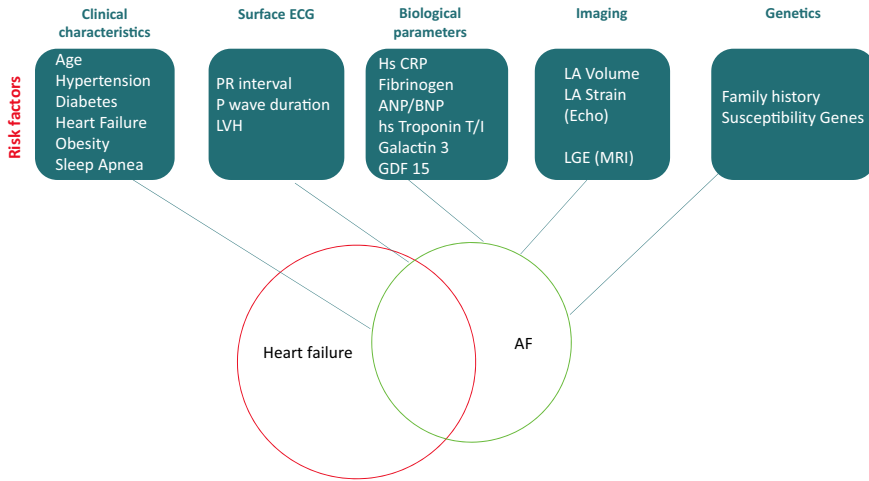 Clinical
characteristics
Surface ECG
Biological
parameters
Imaging
Genetics
Risk factors
Age
Hypertension
Diabetes
Heart Failure
Obesity
Sleep Apnea
PR interval
P wave duration
LVH
Hs CRP
Fibrinogen
ANP/BNP
hs Troponin T/I
Galactin 3
GDF 15
LA Volume
LA Strain
(Echo)
LGE (MRI)
Family history
Susceptibility Genes
Heart failure
AF